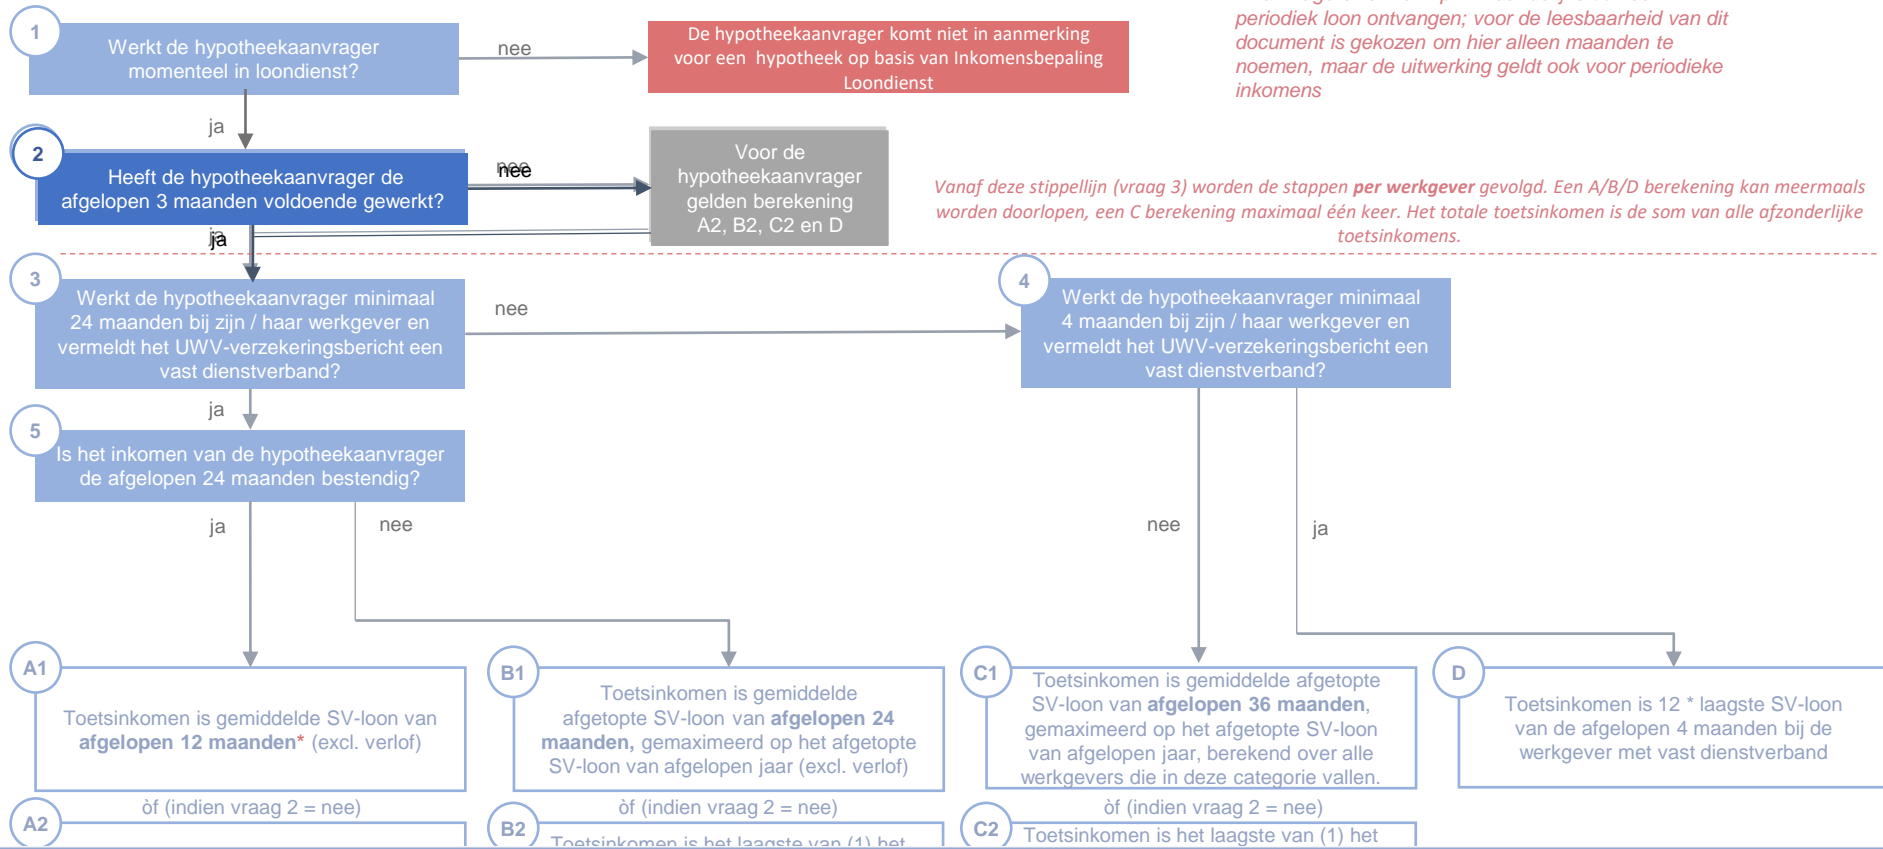 periodiek loon ontvangen; voor de leesbaarheid van dit
document is gekozen om hier alleen maanden te
noemen, maar de uitwerking geldt ook voor periodieke
inkomens
1
Werkt de hypotheekaanvrager
momenteel in loondienst?
nee
De hypotheekaanvrager komt niet in aanmerking
voor een hypotheek op basis van Inkomensbepaling
Loondienst
ja
2
Heeft de hypotheekaanvrager de
afgelopen 3 maanden voldoende gewerkt?
nee
Voor de
hypotheekaanvrager
gelden berekening
A2, B2, C2 en D
ja
Vanaf deze stippellijn (vraag 3) worden de stappen per werkgever gevolgd. Een A/B/D berekening kan meermaals
worden doorlopen, een C berekening maximaal één keer. Het totale toetsinkomen is de som van alle afzonderlijke
toetsinkomens.
3
Werkt de hypotheekaanvrager minimaal
24 maanden bij zijn / haar werkgever en
vermeldt het UWV-verzekeringsbericht een
vast dienstverband?
nee
4
Werkt de hypotheekaanvrager minimaal
4 maanden bij zijn / haar werkgever en
vermeldt het UWV-verzekeringsbericht een
vast dienstverband?
ja
5
Is het inkomen van de hypotheekaanvrager
de afgelopen 24 maanden bestendig?
ja
nee
nee
ja
A1
Toetsinkomen is gemiddelde SV-loon van
afgelopen 12 maanden* (excl. verlof)
B1
Toetsinkomen is gemiddelde
afgetopte SV-loon van afgelopen 24
maanden, gemaximeerd op het afgetopte
SV-loon van afgelopen jaar (excl. verlof)
C1
Toetsinkomen is gemiddelde afgetopte
SV-loon van afgelopen 36 maanden,
gemaximeerd op het afgetopte SV-loon
van afgelopen jaar, berekend over alle
werkgevers die in deze categorie vallen.
D
Toetsinkomen is 12 * laagste SV-loon
van de afgelopen 4 maanden bij de
werkgever met vast dienstverband
òf (indien vraag 2 = nee)
òf (indien vraag 2 = nee)
òf (indien vraag 2 = nee)
A2
B2
Toetsinkomen is het laagste van (1) het
C2
Toetsinkomen is het laagste van (1) het